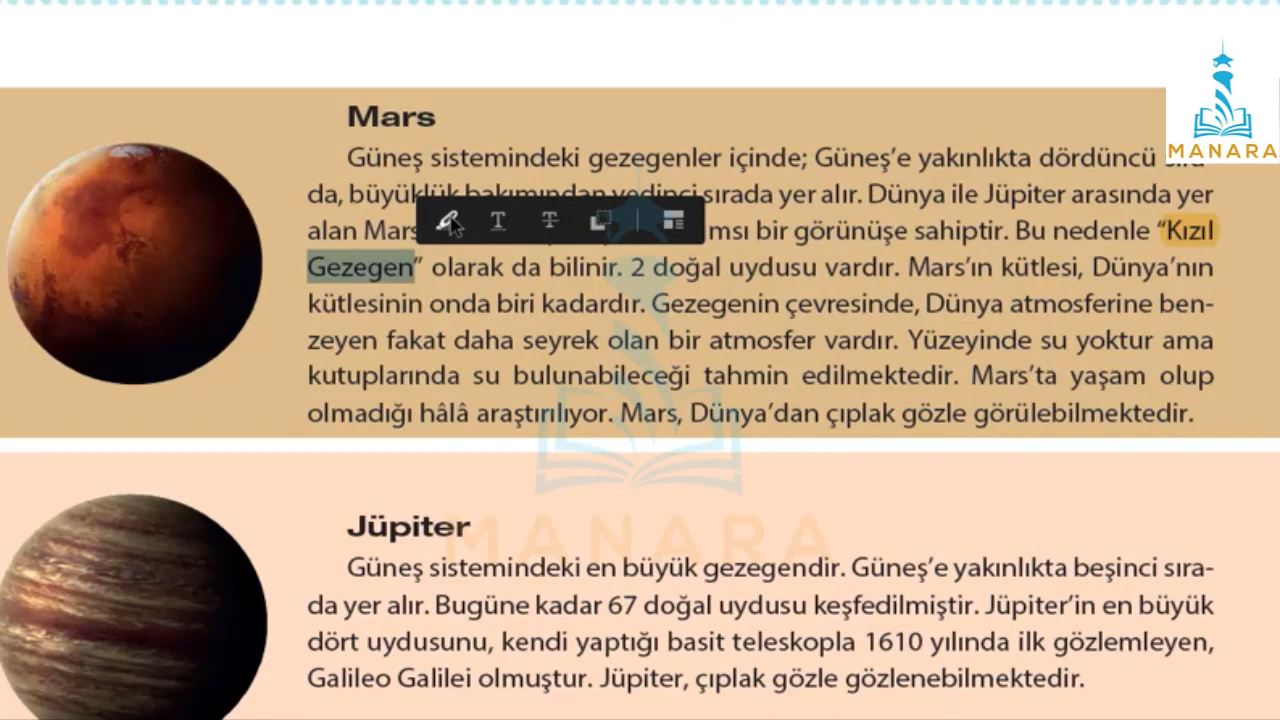 MANARA
Mars
Güneş sistemindeki gezegenler içinde; Güneş’e yakınlıkta dördüncü sıra-
da, büyüklük bakımından yedinci sırada yer alır. Dünya ile Jüpiter arasında yer
alan Mars msı bir görünüşe sahiptir. Bu nedenle “Kızıl
Gezegen” olarak da bilinir. 2 doğal uydusu vardır. Mars’ın kütlesi, Dünya’nın
kütlesinin onda biri kadardır. Gezegenin çevresinde, Dünya atmosferine ben-
zeyen fakat daha seyrek olan bir atmosfer vardır. Yüzeyinde su yoktur ama
kutuplarında su bulunabileceği tahmin edilmektedir. Mars’ta yaşam olup
olmadığı hâlâ araştırılıyor. Mars, Dünya’dan çıplak gözle görülebilmektedir.
MANARA
Jüpiter
Güneş sistemindeki en büyük gezegendir. Güneş’e yakınlıkta beşinci sıra-
da yer alır. Bugüne kadar 67 doğal uydusu keşfedilmiştir. Jüpiter’in en büyük
dört uydusunu, kendi yaptığı basit teleskopla 1610 yılında ilk gözlemleyen,
Galileo Galilei olmuştur. Jüpiter, çıplak gözle gözlenebilmektedir.